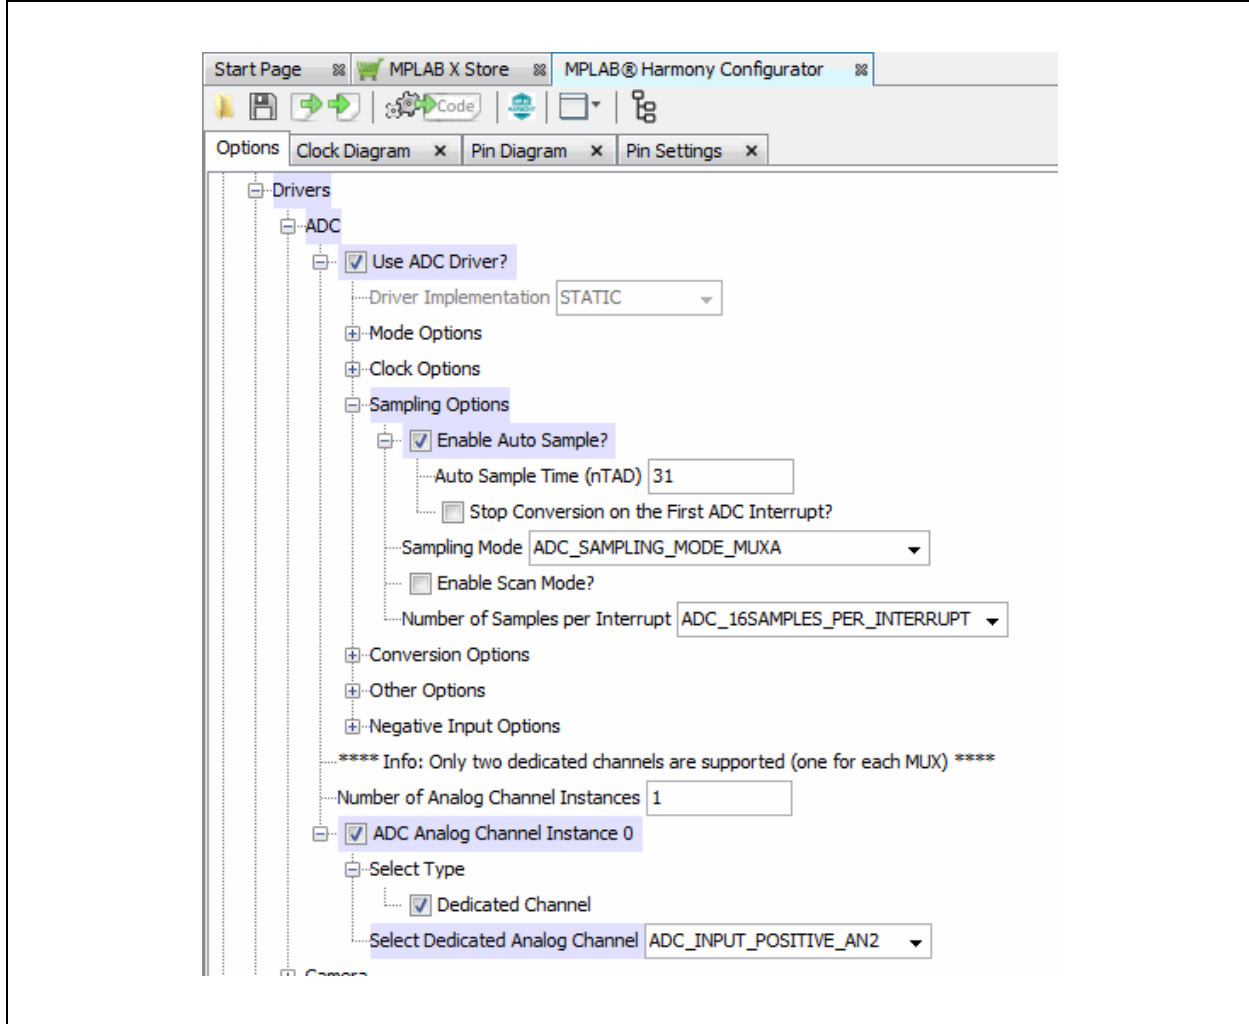 Start Page MPLAB X Store MPLAB® Harmony Configurator
Code
Options Clock Diagram Pin Diagram Pin Settings
Drivers
ADC
Use ADC Driver?
Driver Implementation STATIC
Mode Options
Clock Options
Sampling Options
Enable Auto Sample?
Auto Sample Time (nTAD) 31
Stop Conversion on the First ADC Interrupt?
Sampling Mode ADC_SAMPLING_MODE_MUXA
Enable Scan Mode?
Number of Samples per Interrupt ADC_16SAMPLES_PER_INTERRUPT
Conversion Options
Other Options
Negative Input Options
**** Info: Only two dedicated channels are supported (one for each MUX) ****
Number of Analog Channel Instances 1
ADC Analog Channel Instance 0
Select Type
Dedicated Channel
Select Dedicated Analog Channel ADC_INPUT_POSITIVE_AN2
Camera